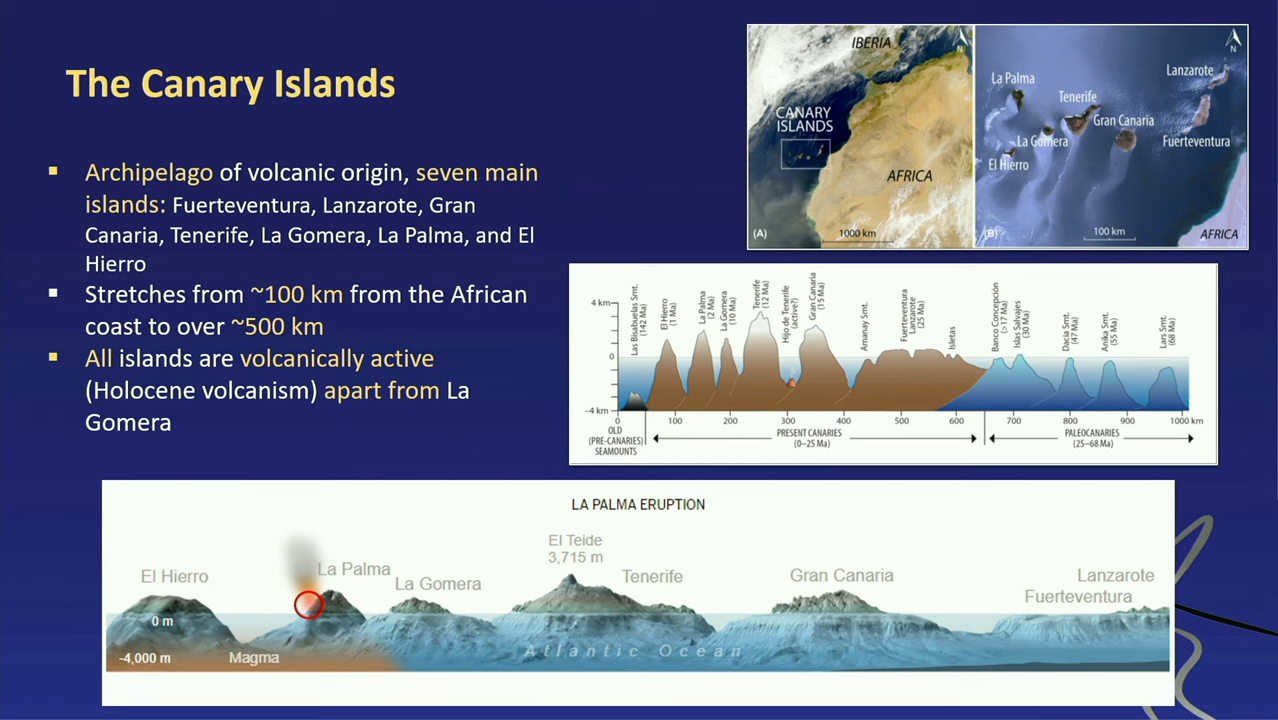 The Canary Islands
Archipelago of volcanic origin, seven main
islands: Fuerteventura, Lanzarote, Gran
Canaria, Tenerife, La Gomera, La Palma, and El
Hierro
Stretches from ~100 km from the African
coast to over ~500 km
All islands are volcanically active
(Holocene volcanism) apart from La
Gomera
IBERIA
N
CANARY
ISLANDS
AFRICA
(A)
1000 km
N
La Palma
Lanzarote
Tenerife
Gran Canaria
La Gomera
Fuerteventura
El Hierro
(B)
100 km
AFRICA
Las Bisabuelas Smt.
(142 Ma)
El Hierro
(1 Ma)
La Palma
(2 Ma)
La Gomera
(10 Ma)
Tenerife
(12 Ma)
Hijo de Tenerife
(active?)
Gran Canaria
(15 Ma)
Amanay Smt.
Fuerteventura
Lanzarote
(25 Ma)
Isletas
Banco Concepción
(>17 Ma)
Islas Salvajes
(30 Ma)
Dacia Smt.
(47 Ma)
Anika Smt.
(55 Ma)
Lars Smt.
(68 Ma)
4 km
0
-4 km
0 100 200 300 400 500 600 700 800 900 1000 km
OLD
(PRE-CANARIES)
SEAMOUNTS
PRESENT CANARIES
(0–25 Ma)
PALEOCANARIES
(25–68 Ma)
LA PALMA ERUPTION
El Teide
3,715 m
El Hierro
La Palma
La Gomera
Tenerife
Gran Canaria
Lanzarote
Fuerteventura
0 m
-4,000 m
Magma
Atlantic Ocean